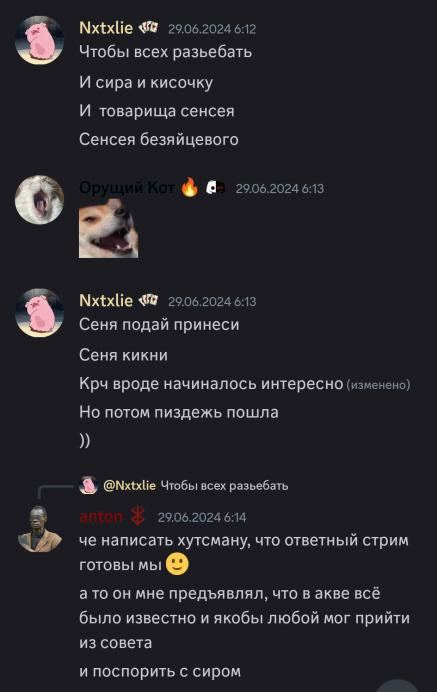 Nxtxlie 29.06.2024 6:12
Чтобы всех разьебать
И сира и кисочку
И товарища сенсея
Сенсея безяйцевого
Орущий Кот 29.06.2024 6:13
Nxtxlie 29.06.2024 6:13
Сеня подай принеси
Сеня кикни
Крч вроде начиналось интересно (изменено)
Но потом пиздежь пошла
))
@Nxtxlie Чтобы всех разьебать
anton 29.06.2024 6:14
че написать хутсману, что ответный стрим
готовы мы
а то он мне предъявлял, что в акве всё
было известно и якобы любой мог прийти
из совета
и поспорить с сиром